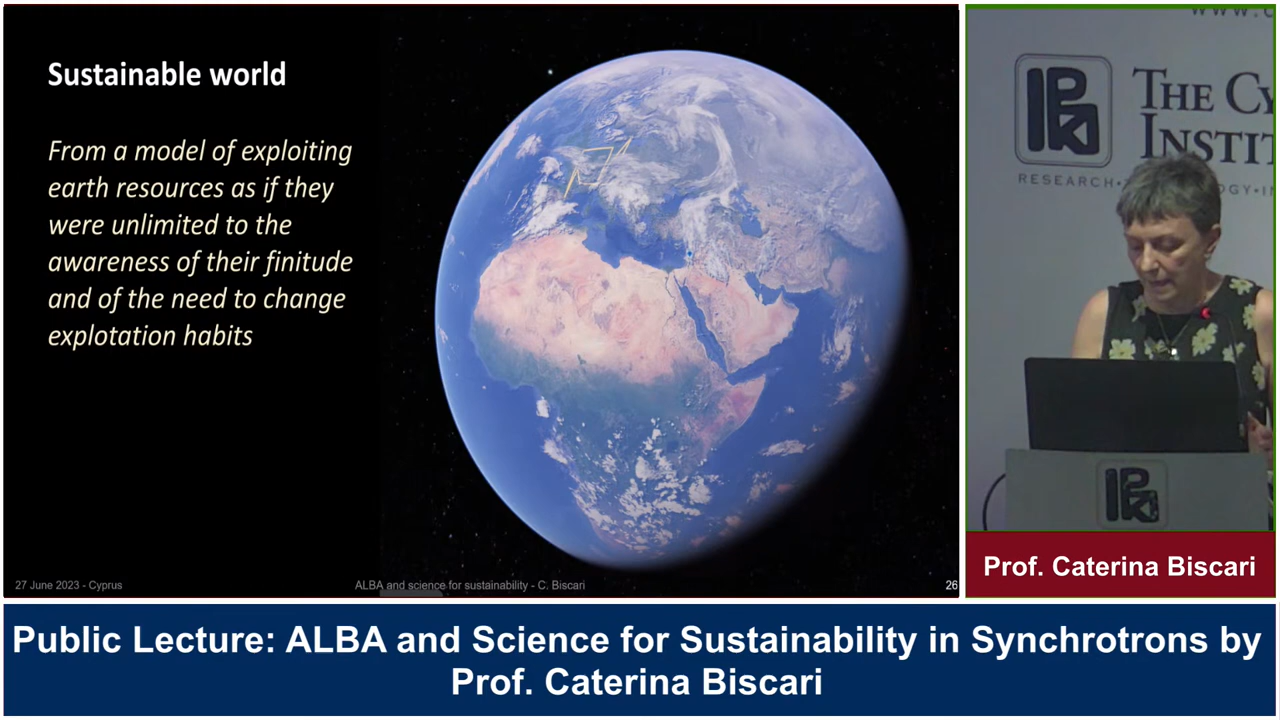 Sustainable world
From a model of exploiting
earth resources as if they
were unlimited to the
awareness of their finitude
and of the need to change
explotation habits
27 June 2023 - Cyprus
ALBA and science for sustainability - C. Biscari
26
THE CY
INSTIT
RESEARCH
Prof. Caterina Biscari
Public Lecture: ALBA and Science for Sustainability in Synchrotrons by
Prof. Caterina Biscari